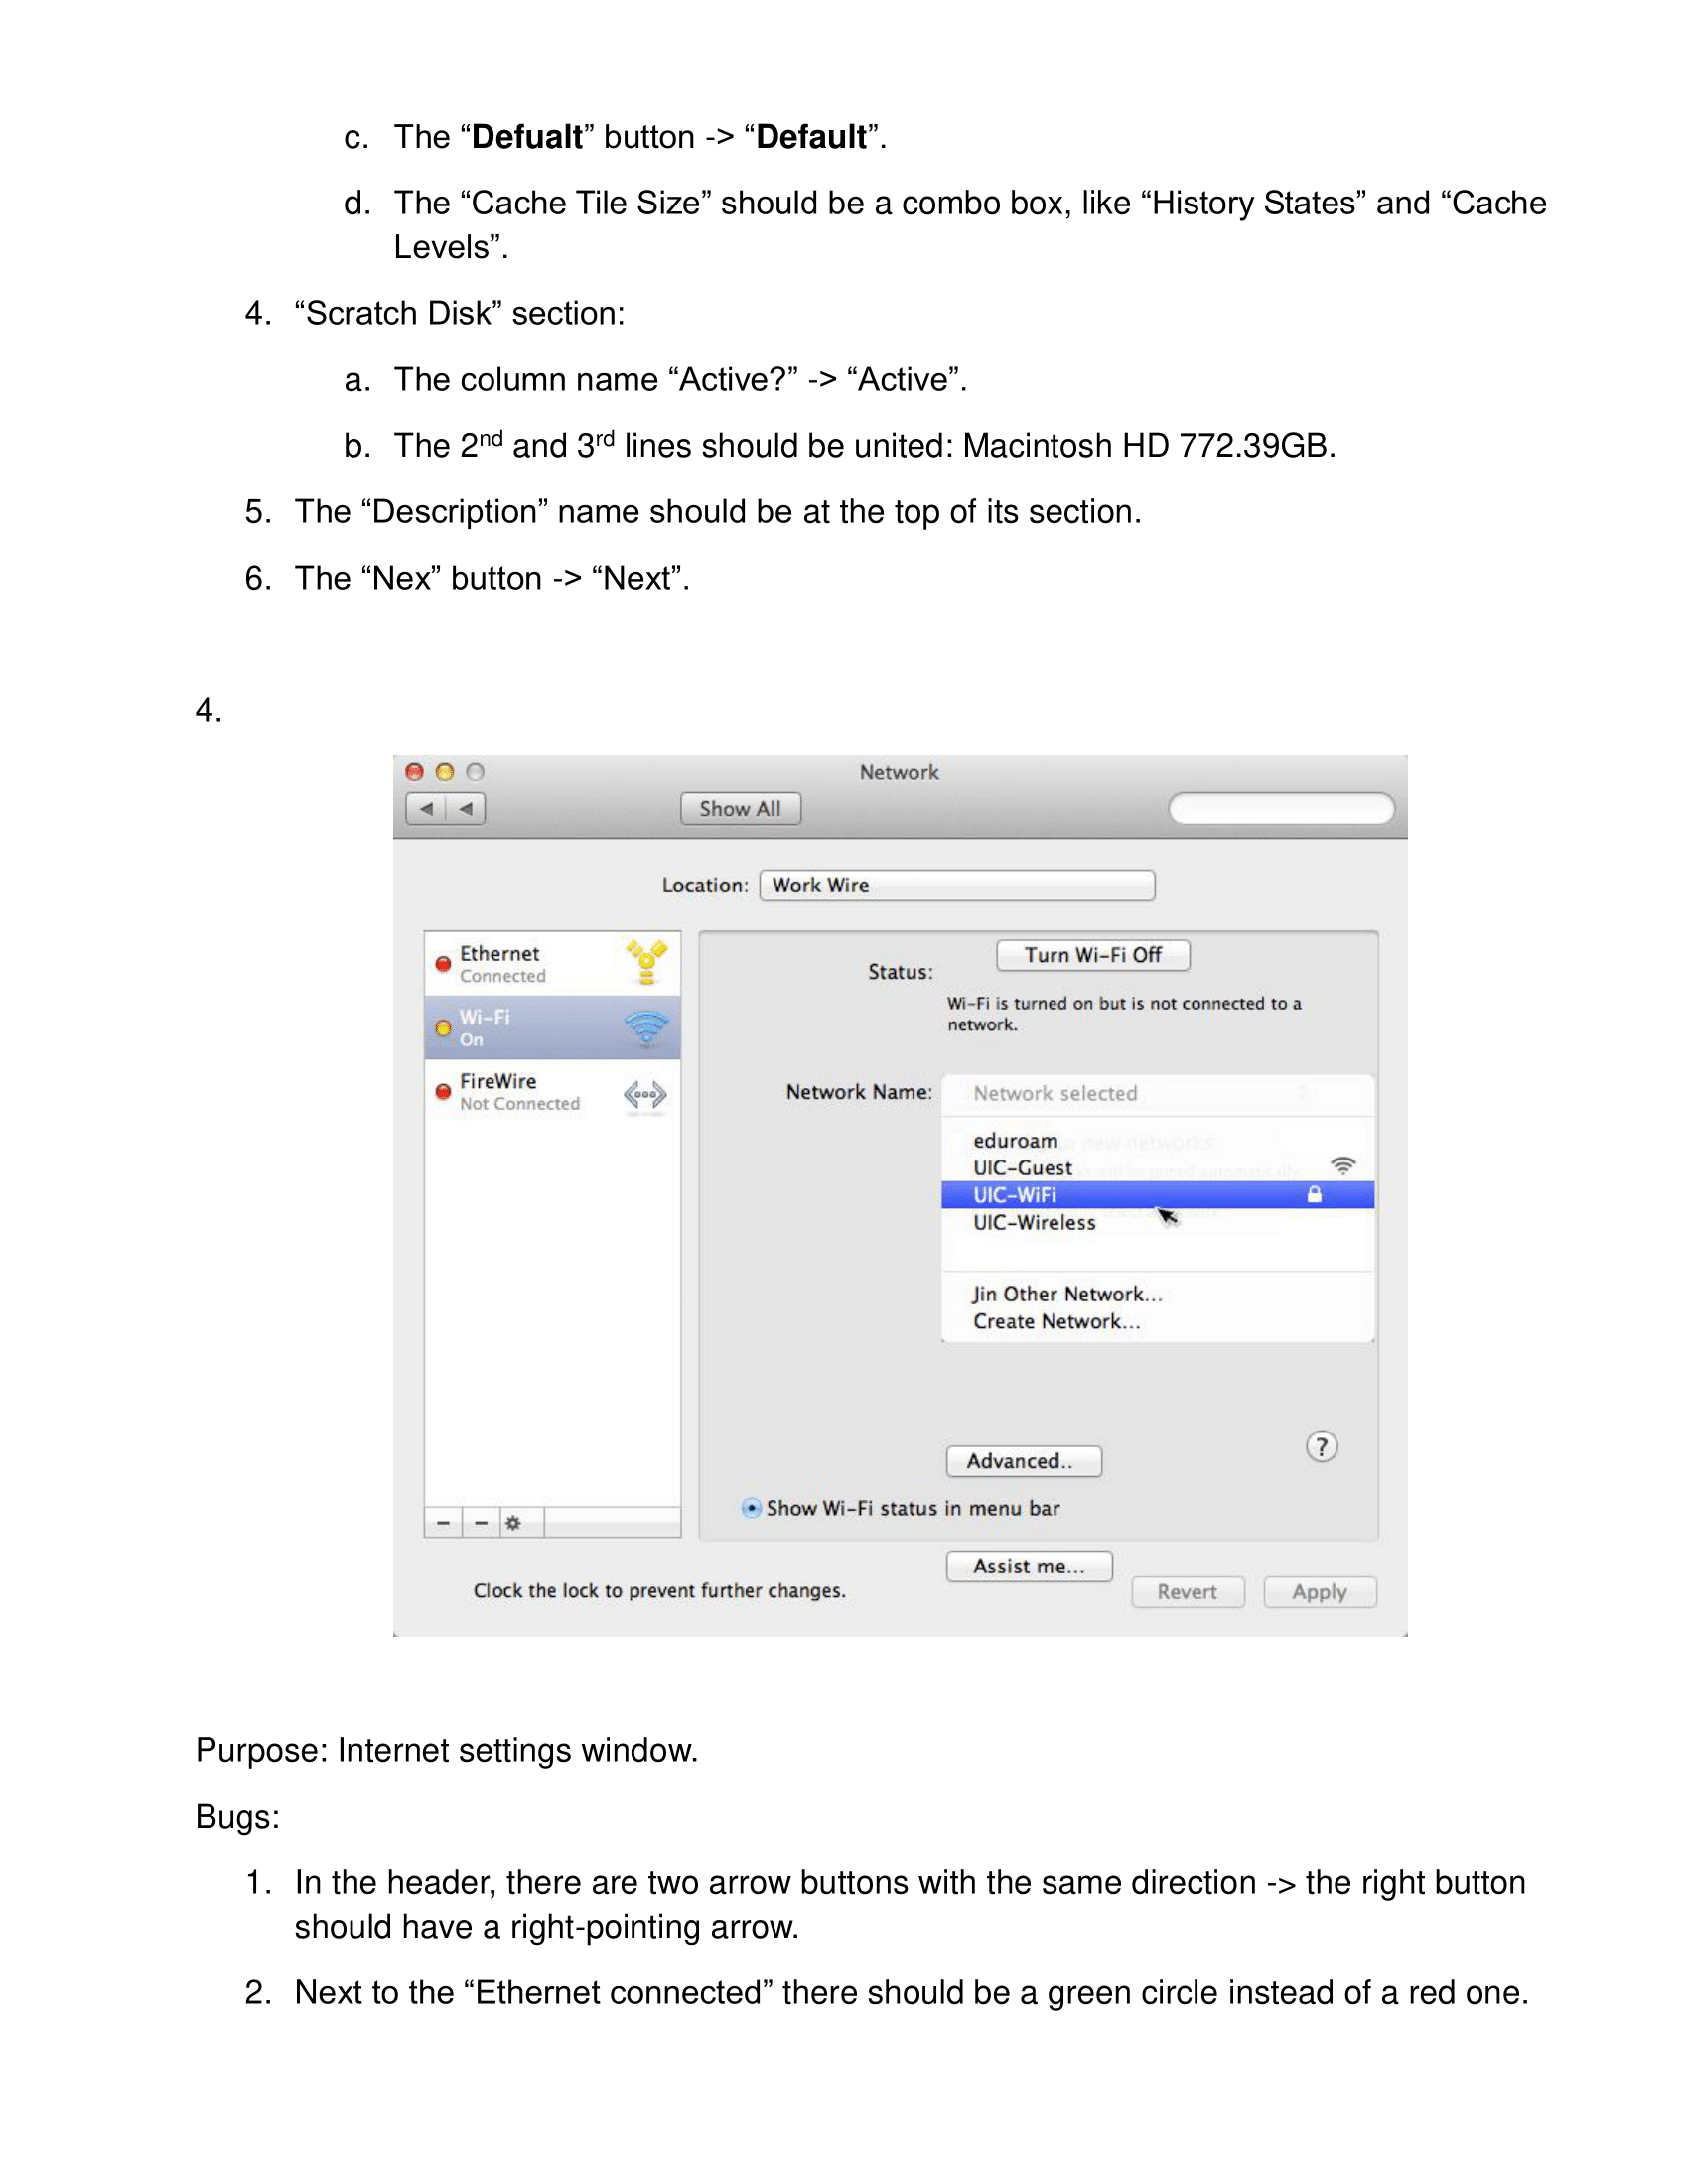 c. The “Defualt” button -> “Default”.
d. The “Cache Tile Size” should be a combo box, like “History States” and “Cache
Levels”.
4. “Scratch Disk” section:
a. The column name “Active?” -> “Active”.
b. The 2nd and 3rd lines should be united: Macintosh HD 772.39GB.
5. The “Description” name should be at the top of its section.
6. The “Nex” button -> “Next”.
4.
Network
Show All
Location: Work Wire
Ethernet
Connected
Wi-Fi
On
FireWire
Not Connected
Turn Wi-Fi Off
Status:
Wi-Fi is turned on but is not connected to a
network.
Network Name: Network selected
eduroam
UIC-Guest
UIC-WiFi
UIC-Wireless
Jin Other Network...
Create Network...
Advanced..
?
Show Wi-Fi status in menu bar
Assist me...
Clock the lock to prevent further changes.
Revert
Apply
Purpose: Internet settings window.
Bugs:
1. In the header, there are two arrow buttons with the same direction -> the right button
should have a right-pointing arrow.
2. Next to the “Ethernet connected” there should be a green circle instead of a red one.